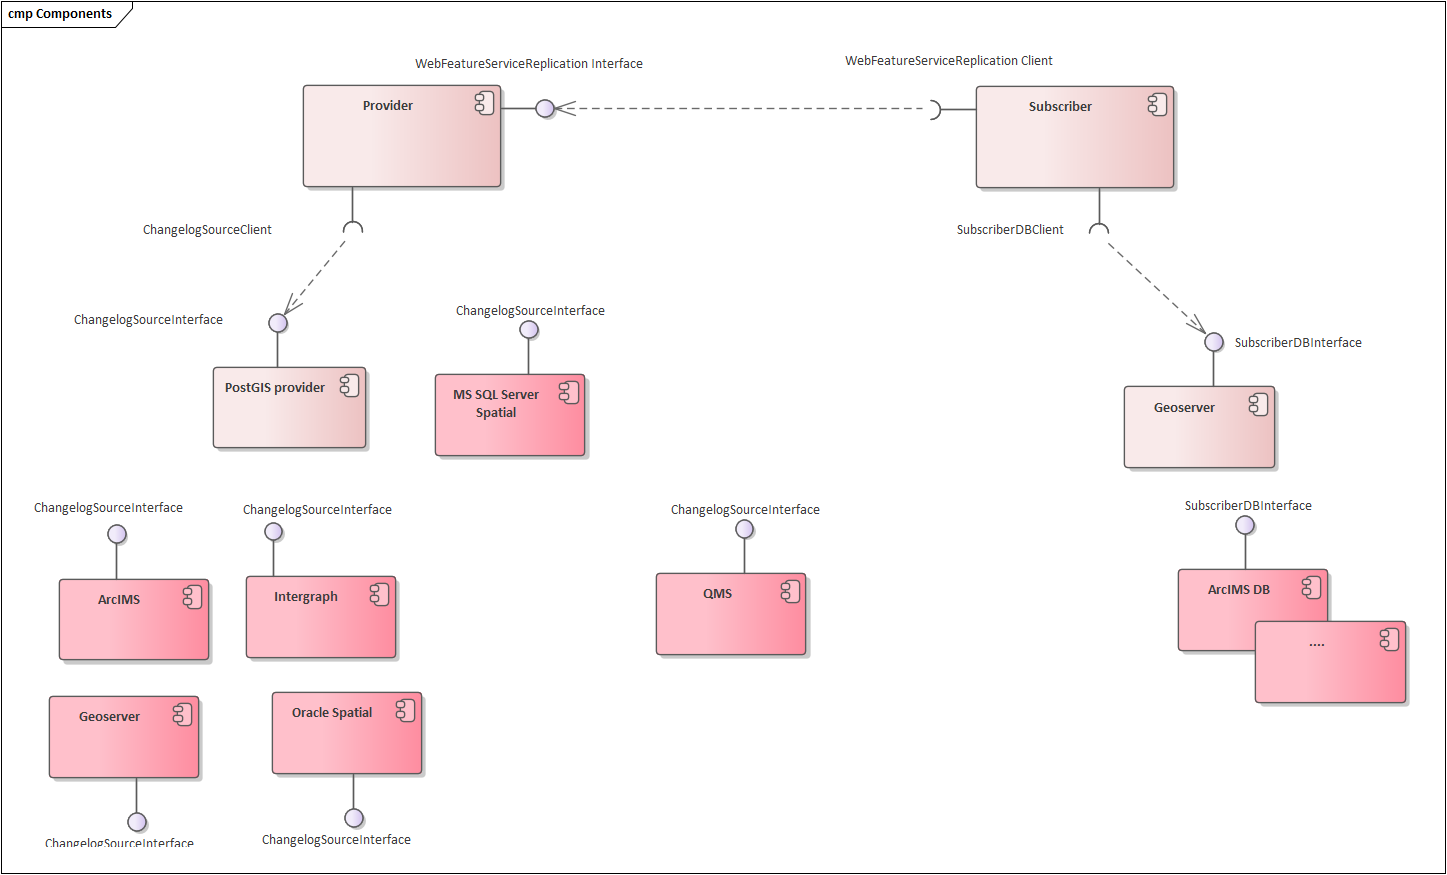 cmp Components
WebFeatureServiceReplication Interface
WebFeatureServiceReplication Client
Provider
Subscriber
ChangelogSourceClient
SubscriberDBClient
ChangelogSourceInterface
ChangelogSourceInterface
SubscriberDBInterface
PostGIS provider
MS SQL Server
Spatial
Geoserver
ChangelogSourceInterface
ChangelogSourceInterface
ChangelogSourceInterface
SubscriberDBInterface
ArcIMS
Intergraph
QMS
ArcIMS DB
....
Geoserver
Oracle Spatial
ChangelogSourceInterface
ChangelogSourceInterface